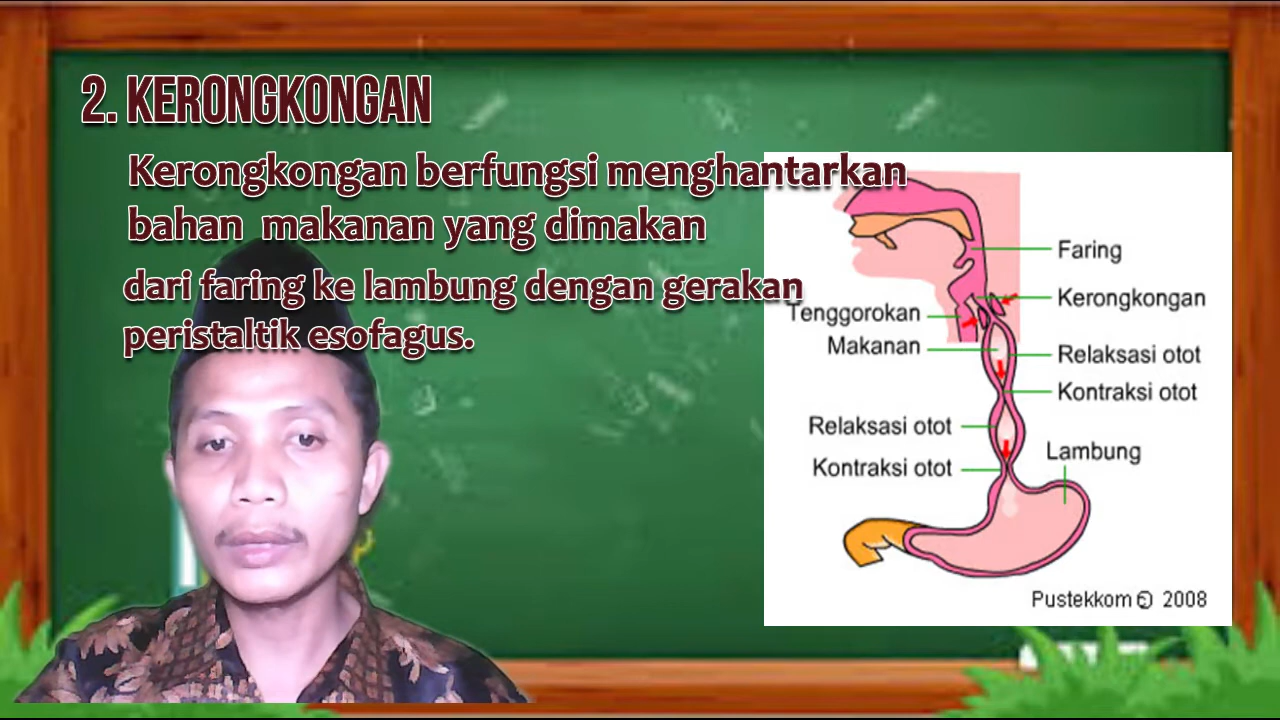 2. KERONGKONGAN
Kerongkongan berfungsi menghantarkan
bahan makanan yang dimakan
dari faring ke lambung dengan gerakan
peristaltik esofagus.
Faring
Kerongkongan
Tenggorokan
Makanan
Relaksasi otot
Kontraksi otot
Relaksasi otot
Kontraksi otot
Lambung
Pustekkom © 2008